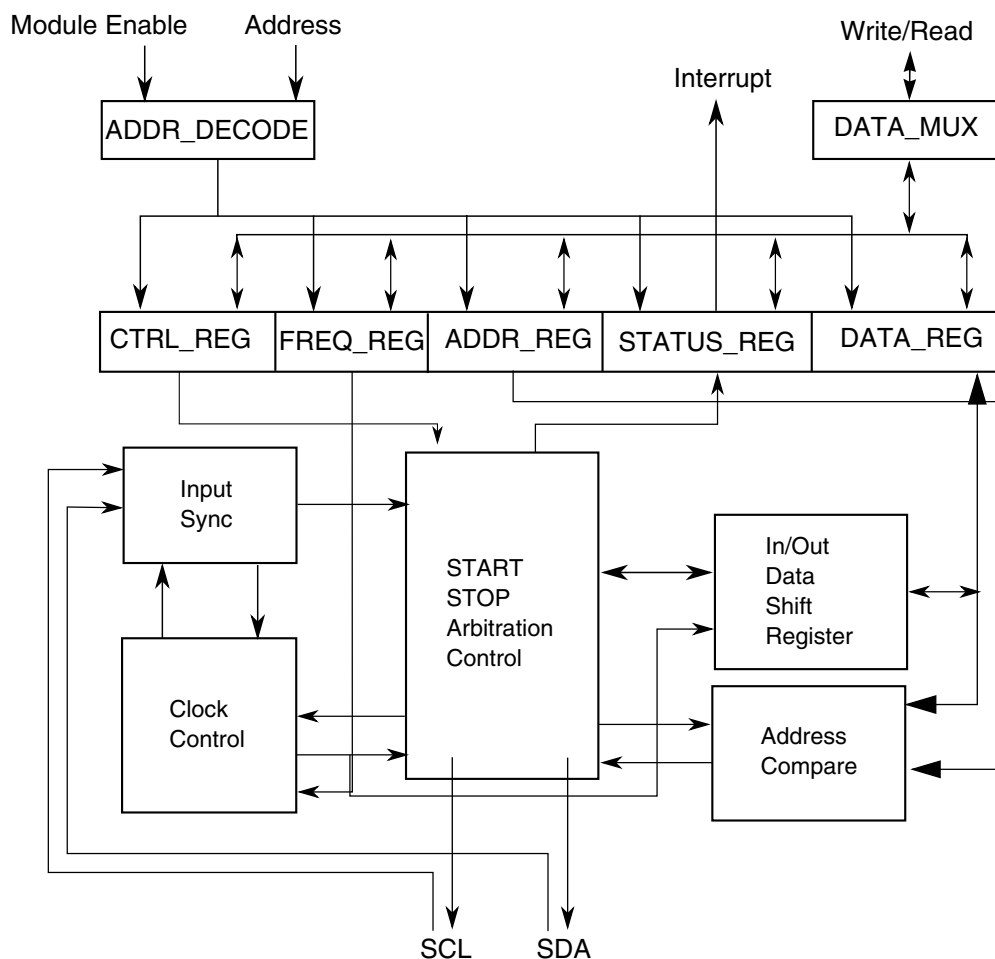 Module Enable
Address
Write/Read
Interrupt
ADDR_DECODE
DATA_MUX
CTRL_REG
FREQ_REG
ADDR_REG
STATUS_REG
DATA_REG
Input
Sync
START
STOP
Arbitration
Control
In/Out
Data
Shift
Register
Clock
Control
Address
Compare
SCL
SDA